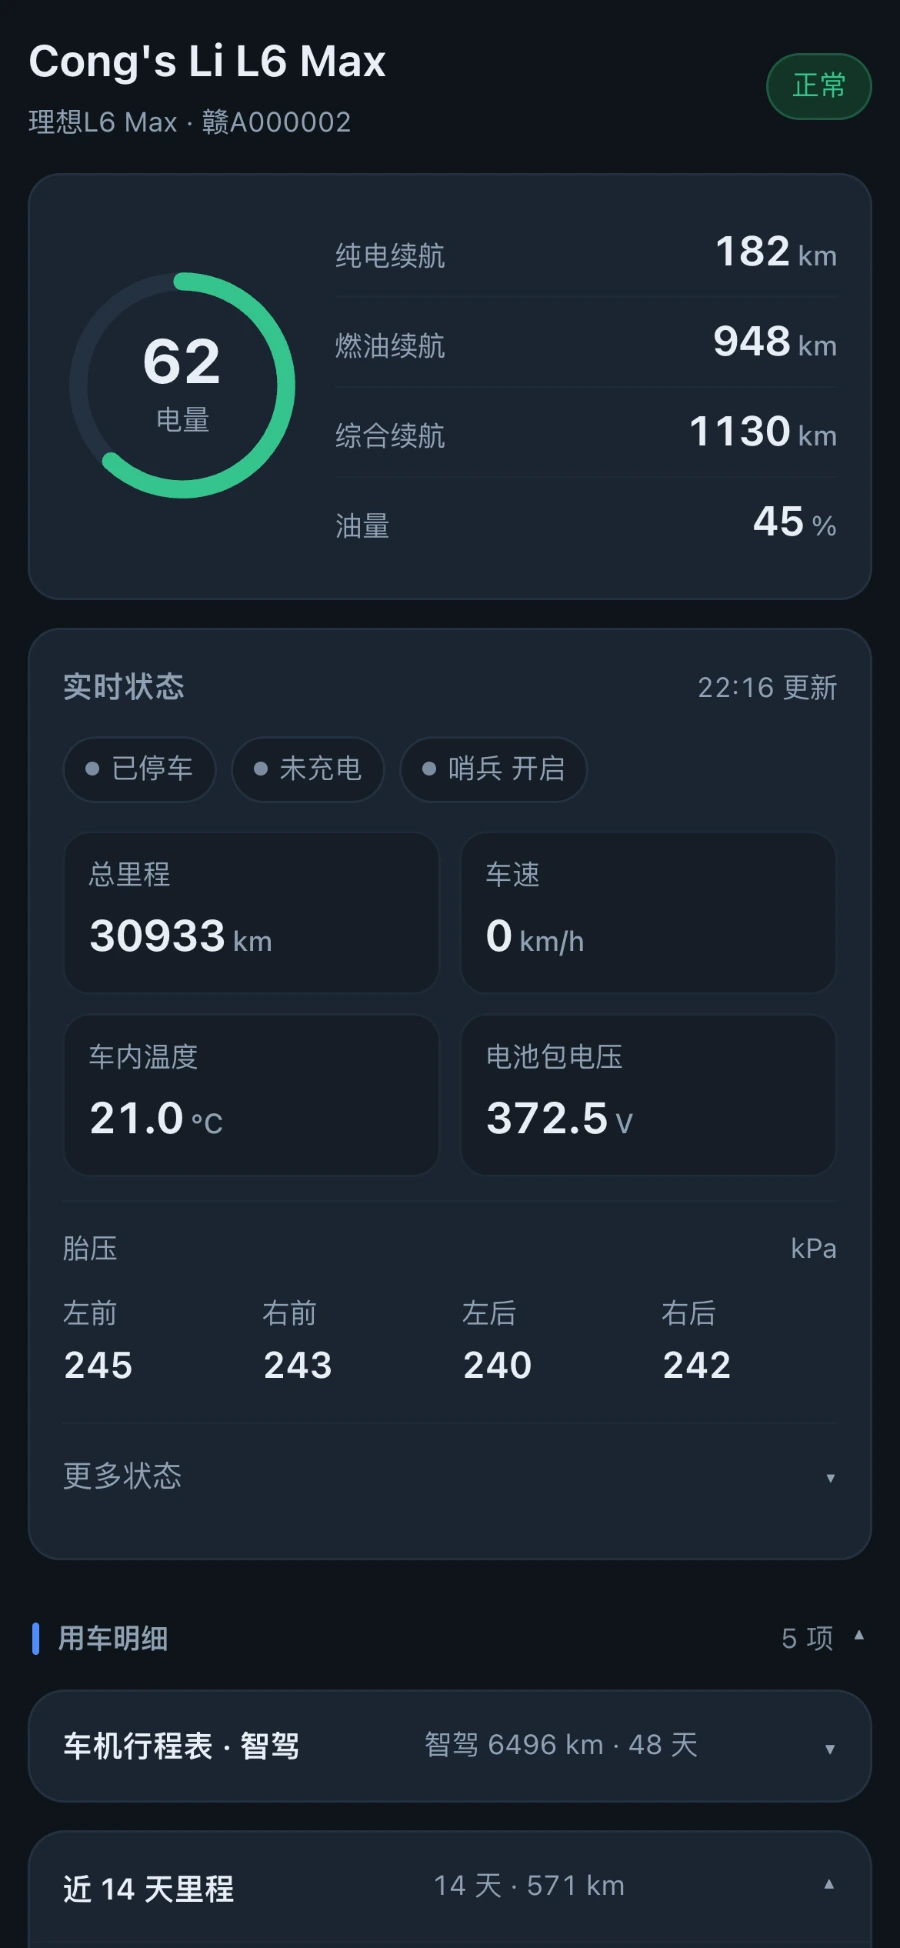 Cong's Li L6 Max
理想L6 Max · 赣A000002
正常
62
电量
纯电续航 182 km
燃油续航 948 km
综合续航 1130 km
油量 45 %
实时状态 22:16 更新
已停车 未充电 哨兵 开启
总里程
30933 km
车速
0 km/h
车内温度
21.0 °C
电池包电压
372.5 V
胎压 kPa
左前 右前 左后 右后
245 243 240 242
更多状态
用车明细 5 项
车机行程表 · 智驾 智驾 6496 km · 48 天
近 14 天里程 14 天 · 571 km